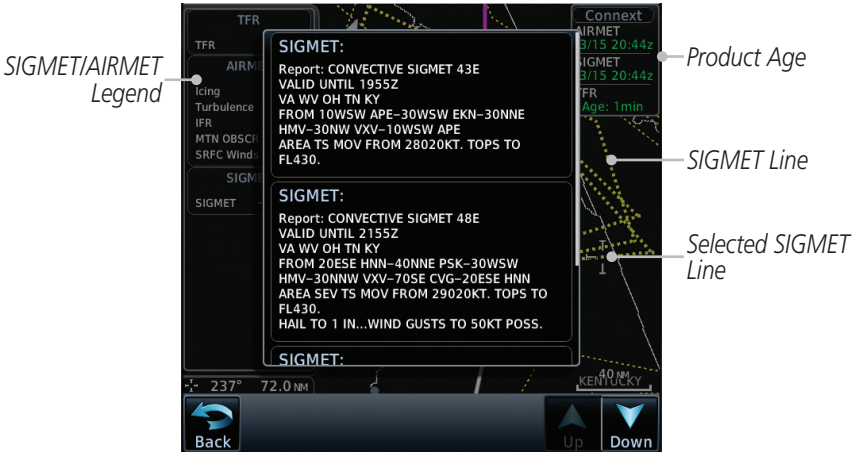 SIGMET/AIRMET
Legend
TFR
TFR
AIRM
Icing
Turbulence
IFR
MTN OBSCR
SRFC Winds
SIGM
SIGMET
SIGMET:
Report: CONVECTIVE SIGMET 43E
VALID UNTIL 1955Z
VA WV OH TN KY
FROM 10WSW APE-30WSW EKN-30NNE
HMV-30NW VXV-10WSW APE
AREA TS MOV FROM 28020KT. TOPS TO
FL430.
SIGMET:
Report: CONVECTIVE SIGMET 48E
VALID UNTIL 2155Z
VA WV OH TN KY
FROM 20ESE HNN-40NNE PSK-30WSW
HMV-30NNW VXV-70SE CVG-20ESE HNN
AREA SEV TS MOV FROM 29020KT. TOPS TO
FL430.
HAIL TO 1 IN...WIND GUSTS TO 50KT POSS.
SIGMET:
Connext
AIRMET
3/15 20:44z
SIGMET
3/15 20:44z
TFR
Age: 1min
Product Age
SIGMET Line
Selected SIGMET
Line
237° 72.0 NM
40 NM
KENTUCKY
Back
Up
Down